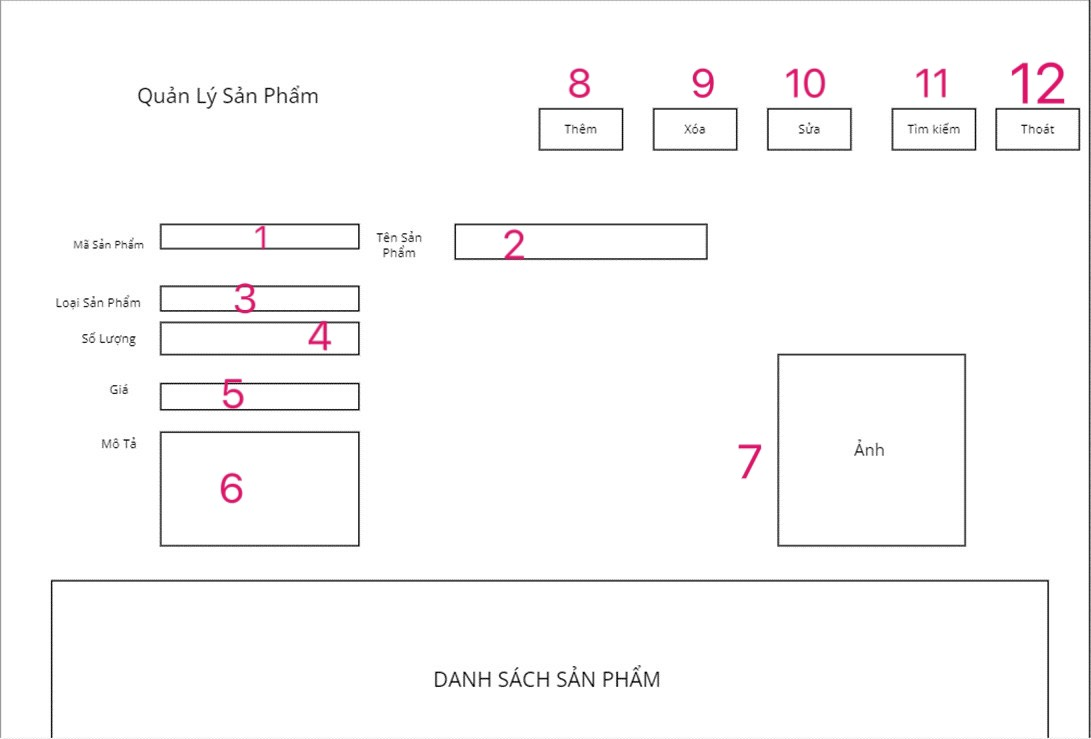 Quản Lý Sản Phẩm
8
9
10
11
12
Thêm
Xóa
Sửa
Tìm kiếm
Thoát
Mã Sản Phẩm
1
Tên Sản
Phẩm
2
Loại Sản Phẩm
3
Số Lượng
4
Giá
5
Mô Tả
6
7
Ảnh
DANH SÁCH SẢN PHẨM